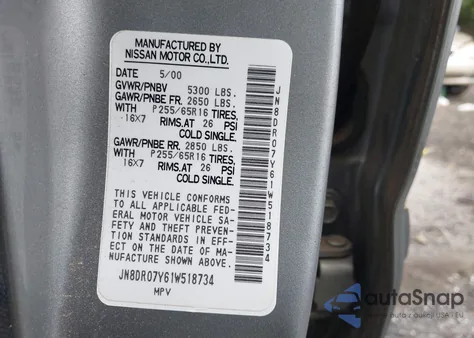 MANUFACTURED BY
NISSAN MOTOR CO., LTD.
DATE 5/00
GVWR/PNBV 5300 LBS.
GAWR/PNBE FR. 2650 LBS.
WITH P255/65R16 TIRES,
16X7 RIMS. AT 26 PSI
COLD SINGLE.
GAWR/PNBE RR. 2850 LBS.
WITH P255/65R16 TIRES,
16X7 RIMS. AT 26 PSI
COLD SINGLE.
THIS VEHICLE CONFORMS
TO ALL APPLICABLE FED-
ERAL MOTOR VEHICLE SA-
FETY AND THEFT PREVEN-
TION STANDARDS IN EFFE-
CT ON THE DATE OF MA-
NUFACTURE SHOWN ABOVE.
JN8DR07Y61W518734
MPV
JN8DR07Y61W518734
autoSnap